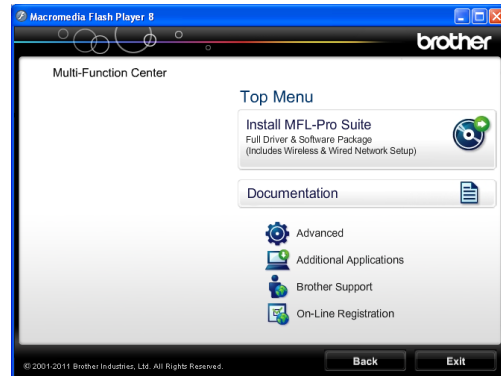 Macromedia Flash Player 8
brother
Multi-Function Center
Top Menu
Install MFL-Pro Suite
Full Driver & Software Package
(Includes Wireless & Wired Network Setup)
Documentation
Advanced
Additional Applications
Brother Support
On-Line Registration
© 2001-2011 Brother Industries, Ltd. All Rights Reserved.
Back
Exit